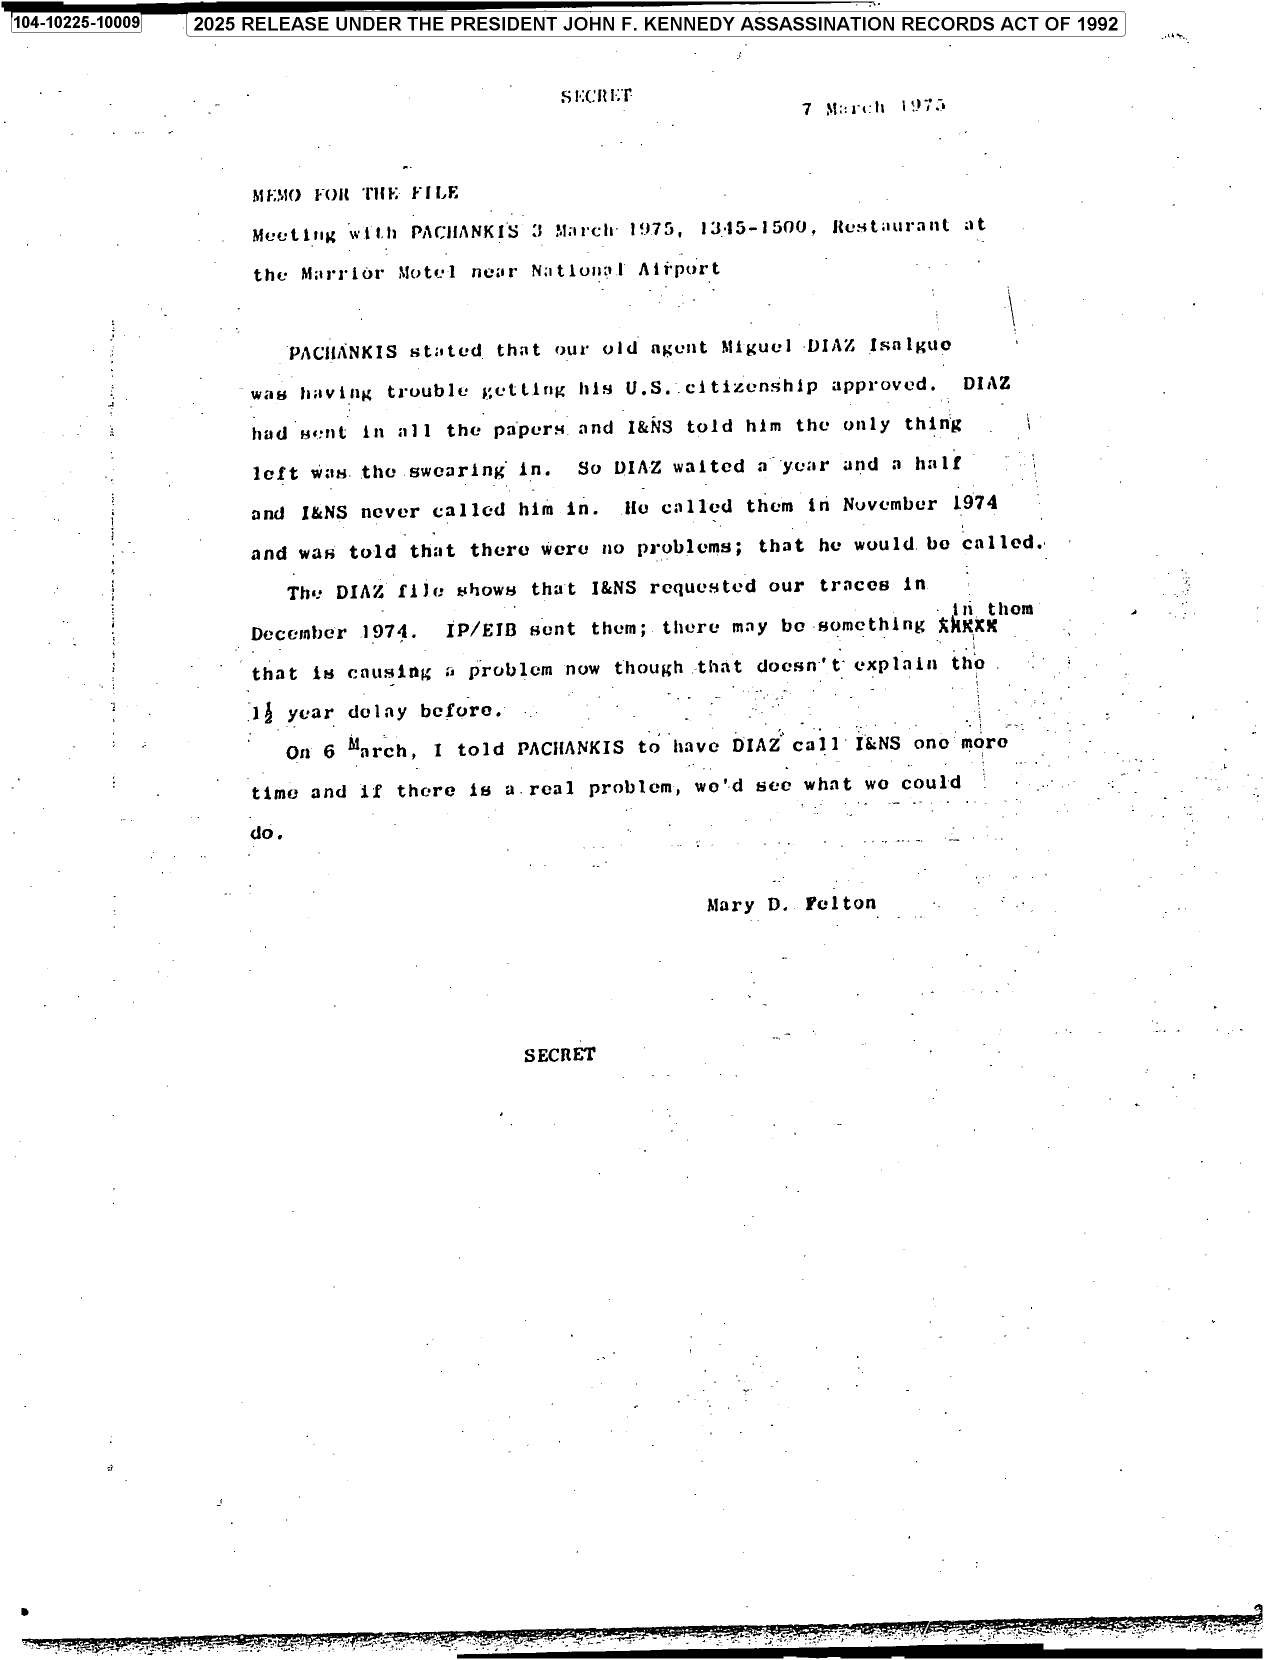 104-10225-10009
2025 RELEASE UNDER THE PRESIDENT JOHN F. KENNEDY ASSASSINATION RECORDS ACT OF 1992
SECRET
7 March 1975
MEMO FOR THE FILE
Meeting with PACHANKIS 3 March 1975, 1345-1500, Restaurant at
the Marrior Motel near National Airport
PACHANKIS stated that our old agent Miguel DIAZ Isalgue
was having trouble getting his U.S. citizenship approved. DIAZ
had sent in all the papers and I&NS told him the only thing
left was the swearing in. So DIAZ waited a year and a half
and I&NS never called him in. He called them in November 1974
and was told that there were no problems; that he would be called.
The DIAZ file shows that I&NS requested our traces in
in them
December 1974. IP/EIB sent them; there may be something
that is causing a problem now though that doesn't explain the
1½ year delay before.
On 6 March, I told PACHANKIS to have DIAZ call I&NS one more
time and if there is a real problem, we'd see what we could
do.
Mary D. Felton
SECRET